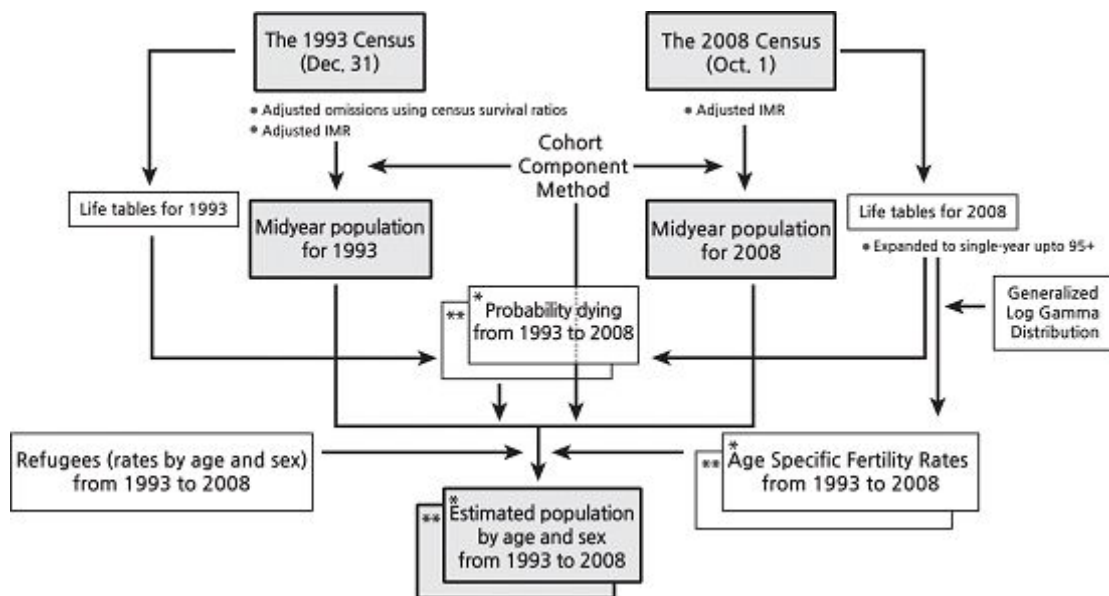 The 1993 Census
(Dec. 31)
The 2008 Census
(Oct. 1)
• Adjusted omissions using census survival ratios
• Adjusted IMR
• Adjusted IMR
Cohort
Component
Method
Life tables for 1993
Midyear population
for 1993
Midyear population
for 2008
Life tables for 2008
• Expanded to single-year upto 95+
* Probability dying
** from 1993 to 2008
Generalized
Log Gamma
Distribution
Refugees (rates by age and sex)
from 1993 to 2008
* Age Specific Fertility Rates
** from 1993 to 2008
* Estimated population
** by age and sex
from 1993 to 2008